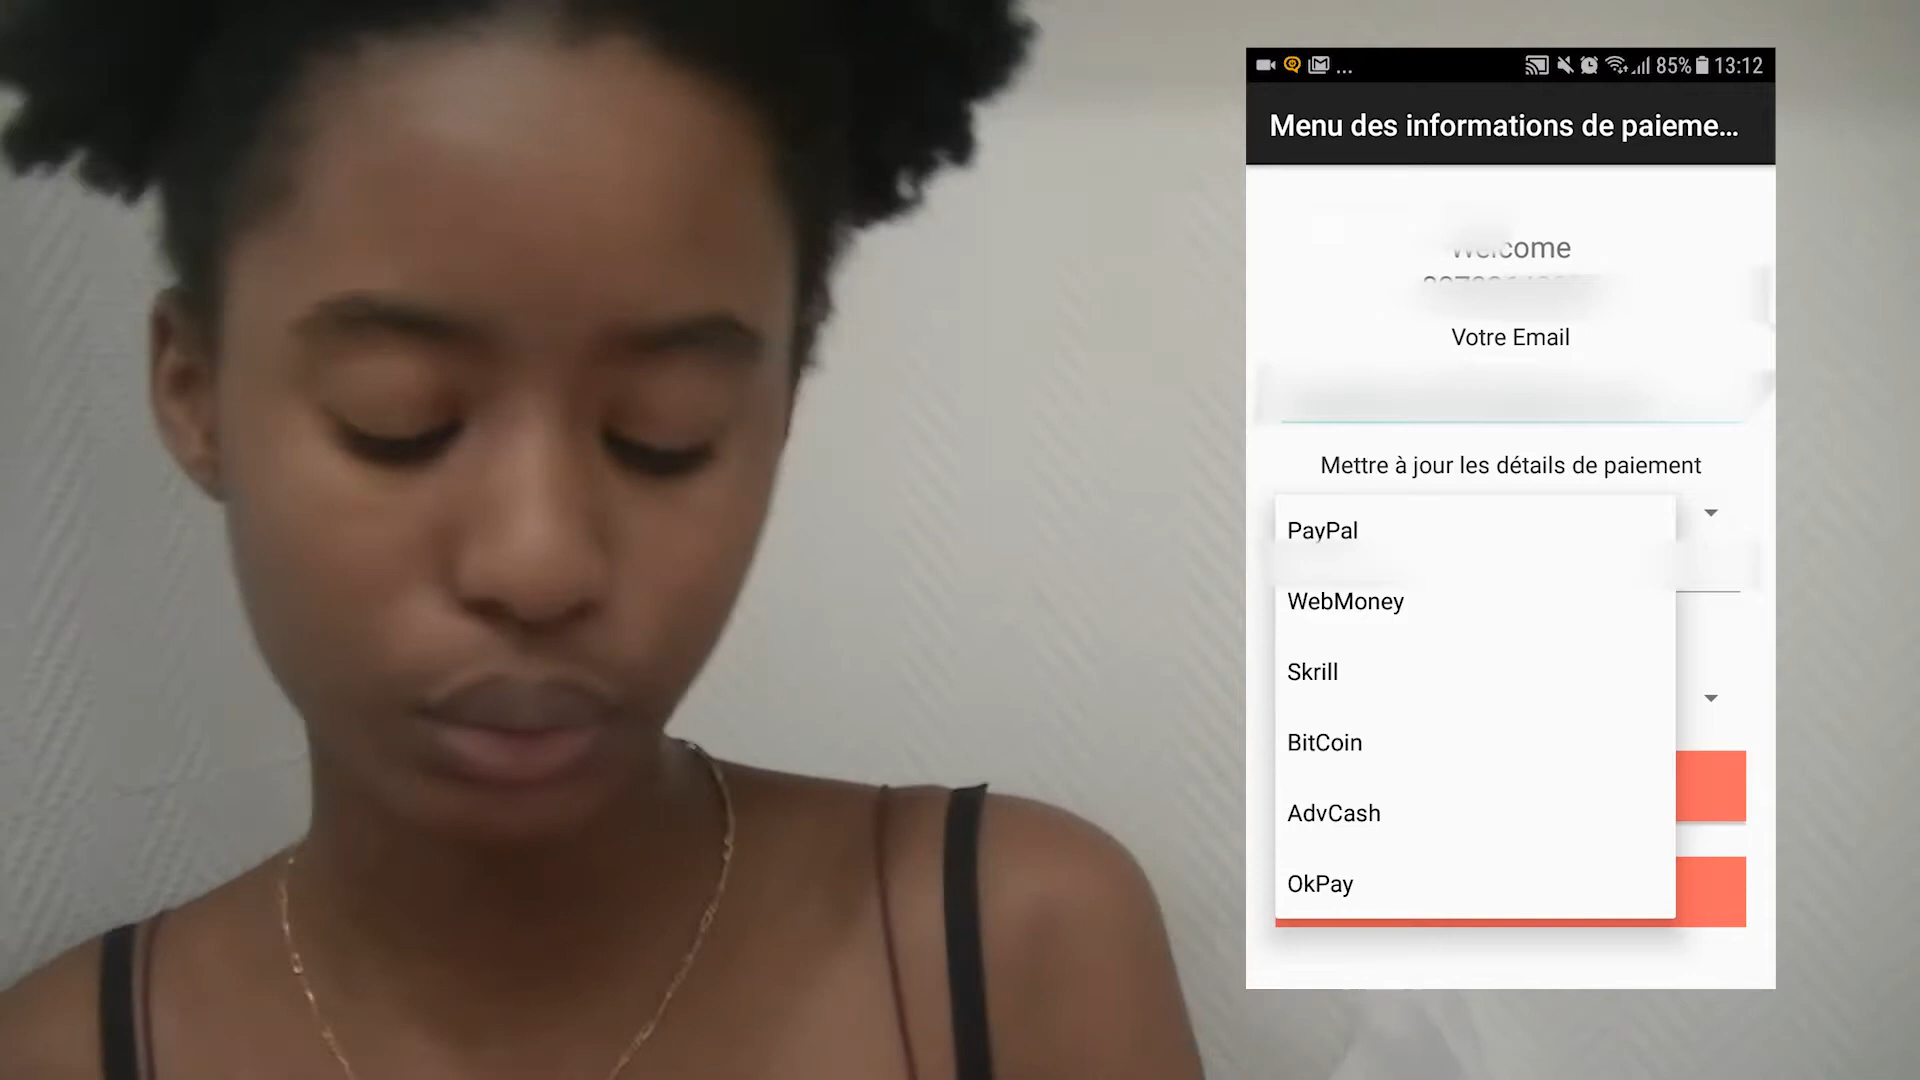 ... 85% 13:12
Menu des informations de paieme...
Welcome
Votre Email
Mettre à jour les détails de paiement
PayPal
WebMoney
Skrill
BitCoin
AdvCash
OkPay